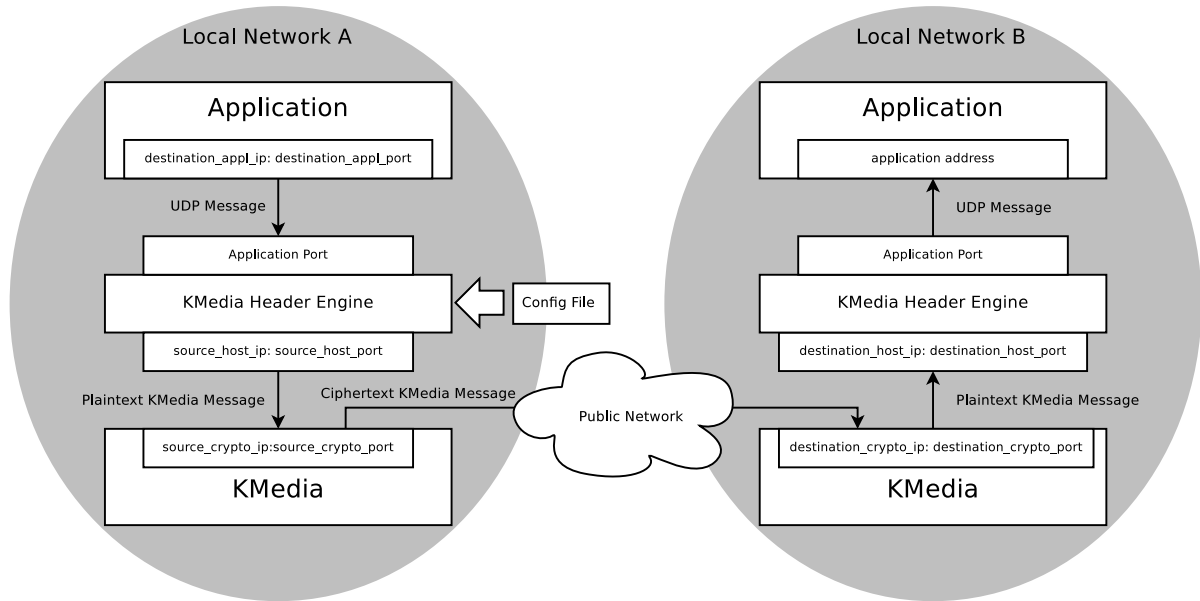 Local Network A
Application
destination_appl_ip: destination_appl_port
UDP Message
Application Port
KMedia Header Engine
Config File
source_host_ip: source_host_port
Plaintext KMedia Message
Ciphertext KMedia Message
source_crypto_ip:source_crypto_port
KMedia
Public Network
Local Network B
Application
application address
UDP Message
Application Port
KMedia Header Engine
destination_host_ip: destination_host_port
Plaintext KMedia Message
destination_crypto_ip: destination_crypto_port
KMedia